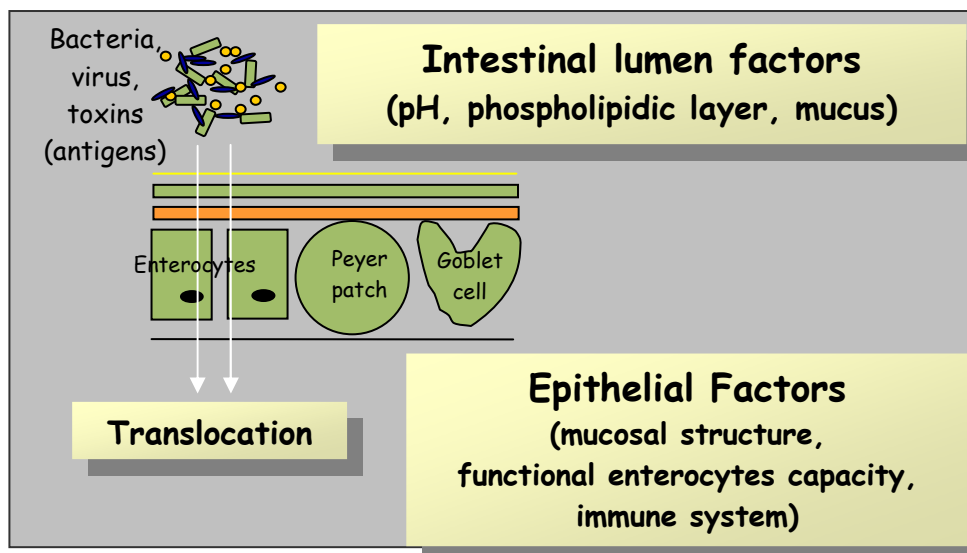 Bacteria,
virus,
toxins
(antigens)
Intestinal lumen factors
(pH, phospholipidic layer, mucus)
Enterocytes
Peyer
patch
Goblet
cell
Translocation
Epithelial Factors
(mucosal structure,
functional enterocytes capacity,
immune system)